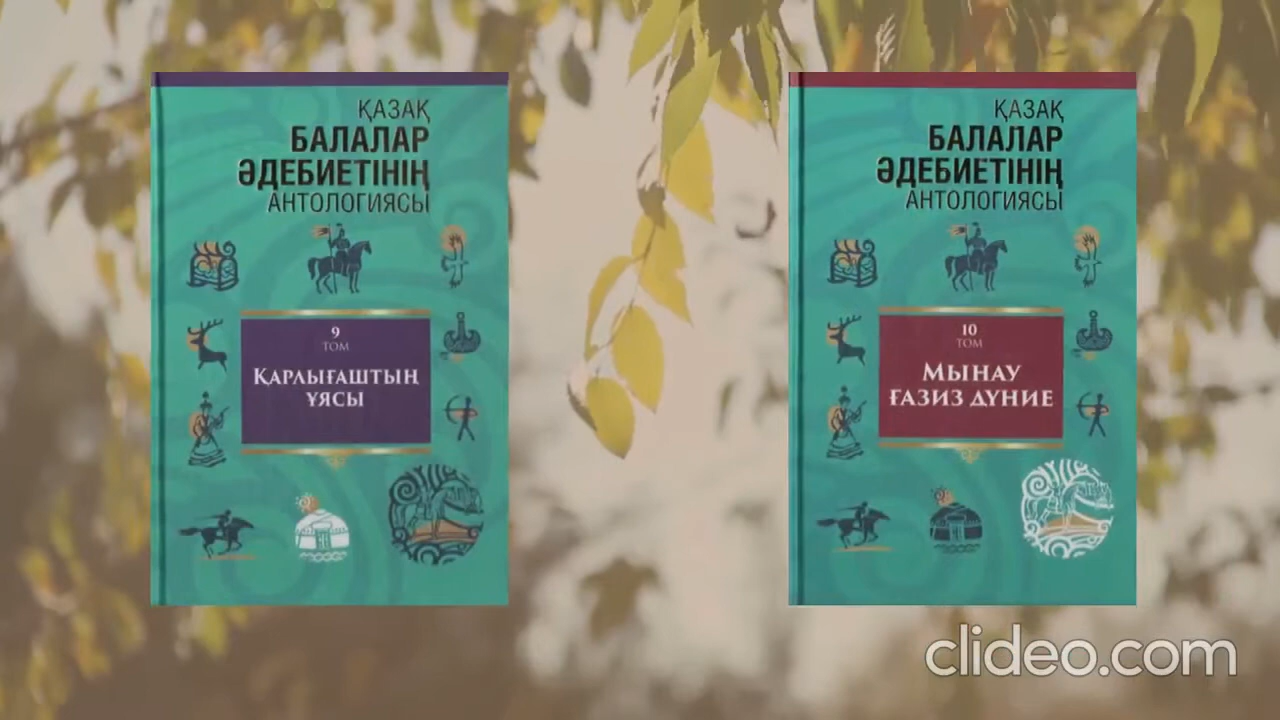 ҚАЗАҚ
БАЛАЛАР
ӘДЕБИЕТІНІҢ
АНТОЛОГИЯСЫ
9
ТОМ
ҚАРЛЫҒАШТЫҢ
ҰЯСЫ
ҚАЗАҚ
БАЛАЛАР
ӘДЕБИЕТІНІҢ
АНТОЛОГИЯСЫ
10
ТОМ
МЫНАУ
ҒАЗИЗ ДҮНИЕ
clideo.com